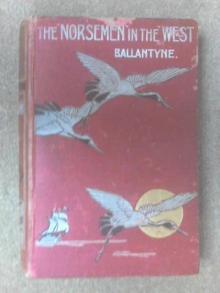 THE NORSEMEN IN THE WEST
BALLANTYNE.